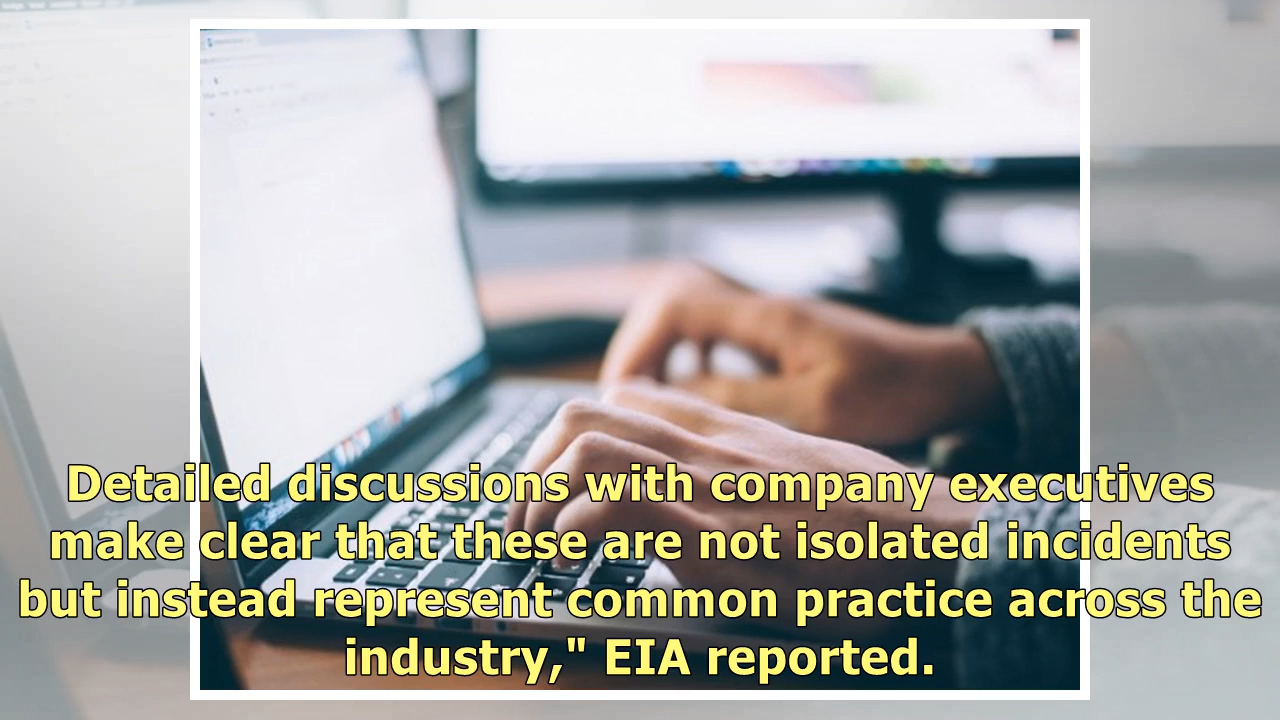 Detailed discussions with company executives
make clear that these are not isolated incidents
but instead represent common practice across the
industry," EIA reported.